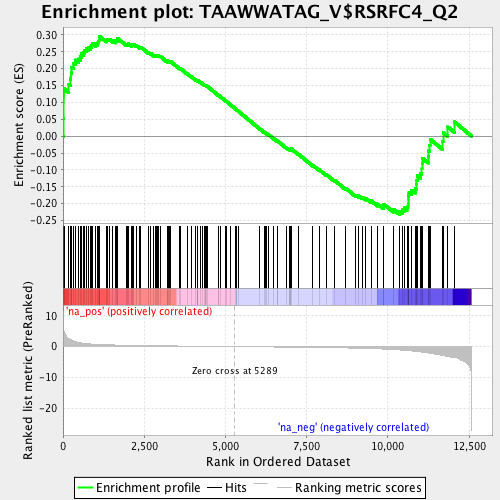 Enrichment plot: TAAWWATAG_V$RSRFC4_Q2
Enrichment score (ES)
0.30
0.25
0.20
0.15
0.10
0.05
0.00
-0.05
-0.10
-0.15
-0.20
-0.25
'na_pos' (positively correlated)
Ranked list metric (PreRanked)
10
5
0
-5
-10
-15
-20
Zero cross at 5289
'na_neg' (negatively correlated)
0
2,500
5,000
7,500
10,000
12,500
Rank in Ordered Dataset
Enrichment profile
Hits
Ranking metric scores